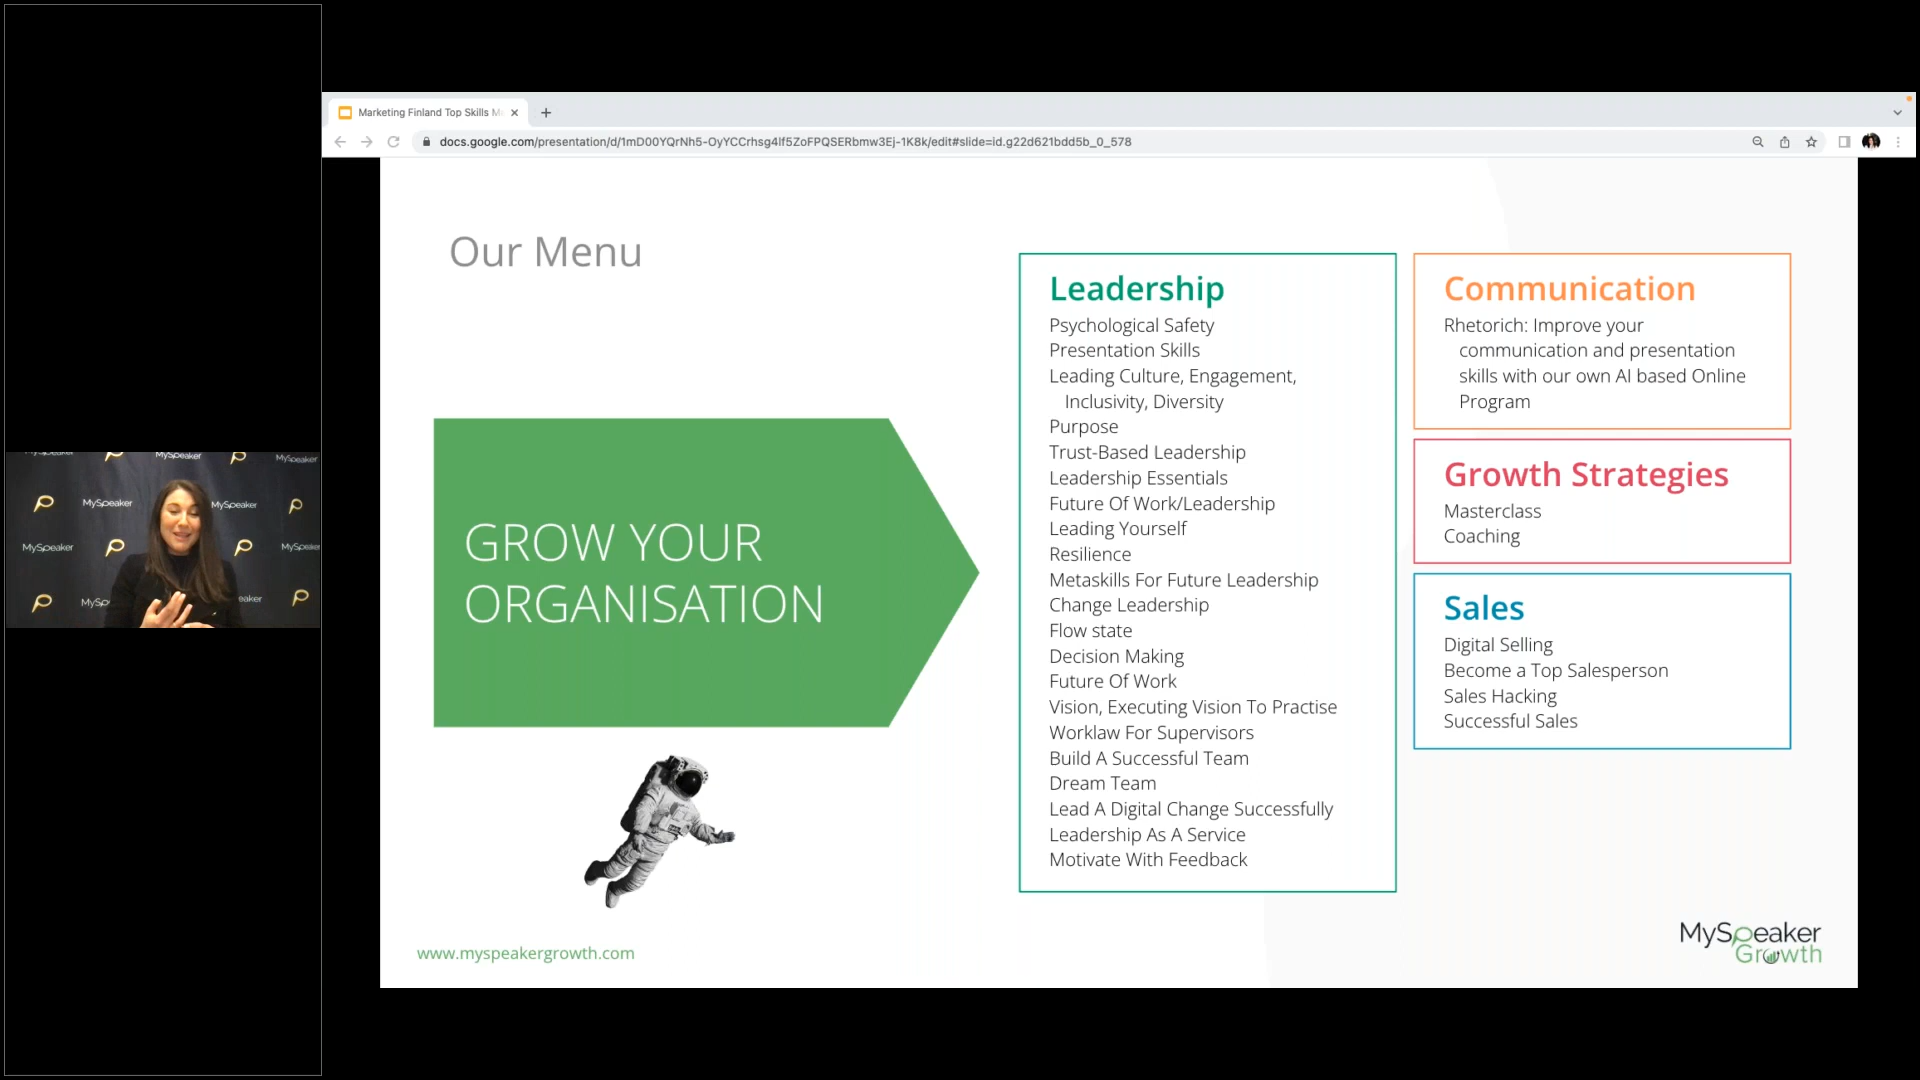 Marketing Finland Top Skills M
docs.google.com/presentation/d/1mD00YQrNh5-OyYCCrhsg4lf5ZoFPQSERbmw3Ej-1K8k/edit#slide=id.g22d621bdd5b_0_578
Our Menu
GROW YOUR
ORGANISATION
www.myspeakergrowth.com
Leadership
Psychological Safety
Presentation Skills
Leading Culture, Engagement,
Inclusivity, Diversity
Purpose
Trust-Based Leadership
Leadership Essentials
Future Of Work/Leadership
Leading Yourself
Resilience
Metaskills For Future Leadership
Change Leadership
Flow state
Decision Making
Future Of Work
Vision, Executing Vision To Practise
Worklaw For Supervisors
Build A Successful Team
Dream Team
Lead A Digital Change Successfully
Leadership As A Service
Motivate With Feedback
Communication
Rhetorich: Improve your
communication and presentation
skills with our own AI based Online
Program
Growth Strategies
Masterclass
Coaching
Sales
Digital Selling
Become a Top Salesperson
Sales Hacking
Successful Sales
MySpeaker
Growth
MySpeaker MySpeaker
MySpeaker MySpeaker
MySpeaker MySpeaker